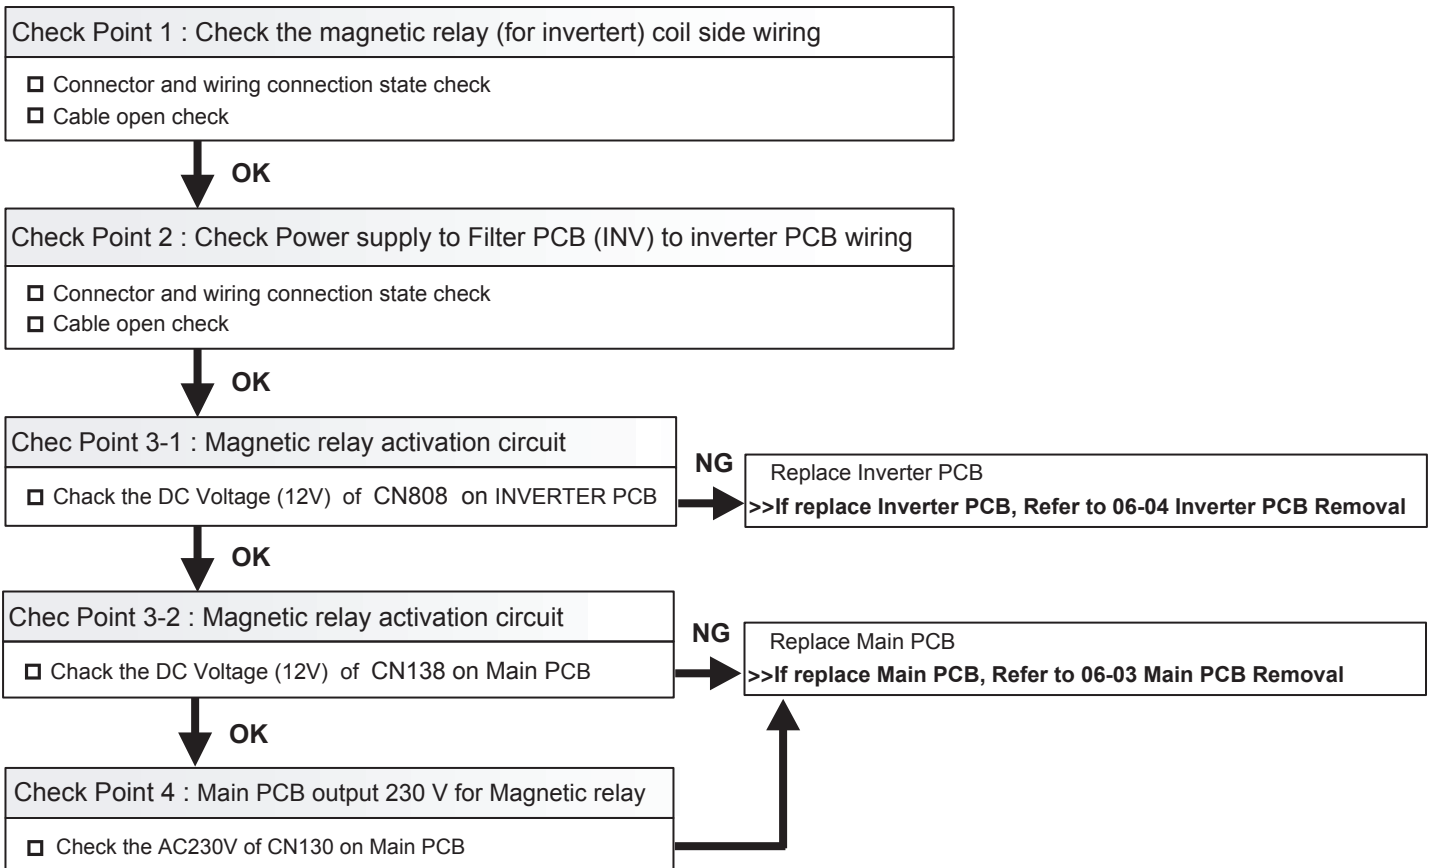 Check Point 1 : Check the magnetic relay (for invertert) coil side wiring
Connector and wiring connection state check
Cable open check
OK
Check Point 2 : Check Power supply to Filter PCB (INV) to inverter PCB wiring
Connector and wiring connection state check
Cable open check
OK
Chec Point 3-1 : Magnetic relay activation circuit
Chack the DC Voltage (12V) of CN808 on INVERTER PCB
NG
Replace Inverter PCB
>>If replace Inverter PCB, Refer to 06-04 Inverter PCB Removal
OK
Chec Point 3-2 : Magnetic relay activation circuit
Chack the DC Voltage (12V) of CN138 on Main PCB
NG
Replace Main PCB
>>If replace Main PCB, Refer to 06-03 Main PCB Removal
OK
Check Point 4 : Main PCB output 230 V for Magnetic relay
Check the AC230V of CN130 on Main PCB